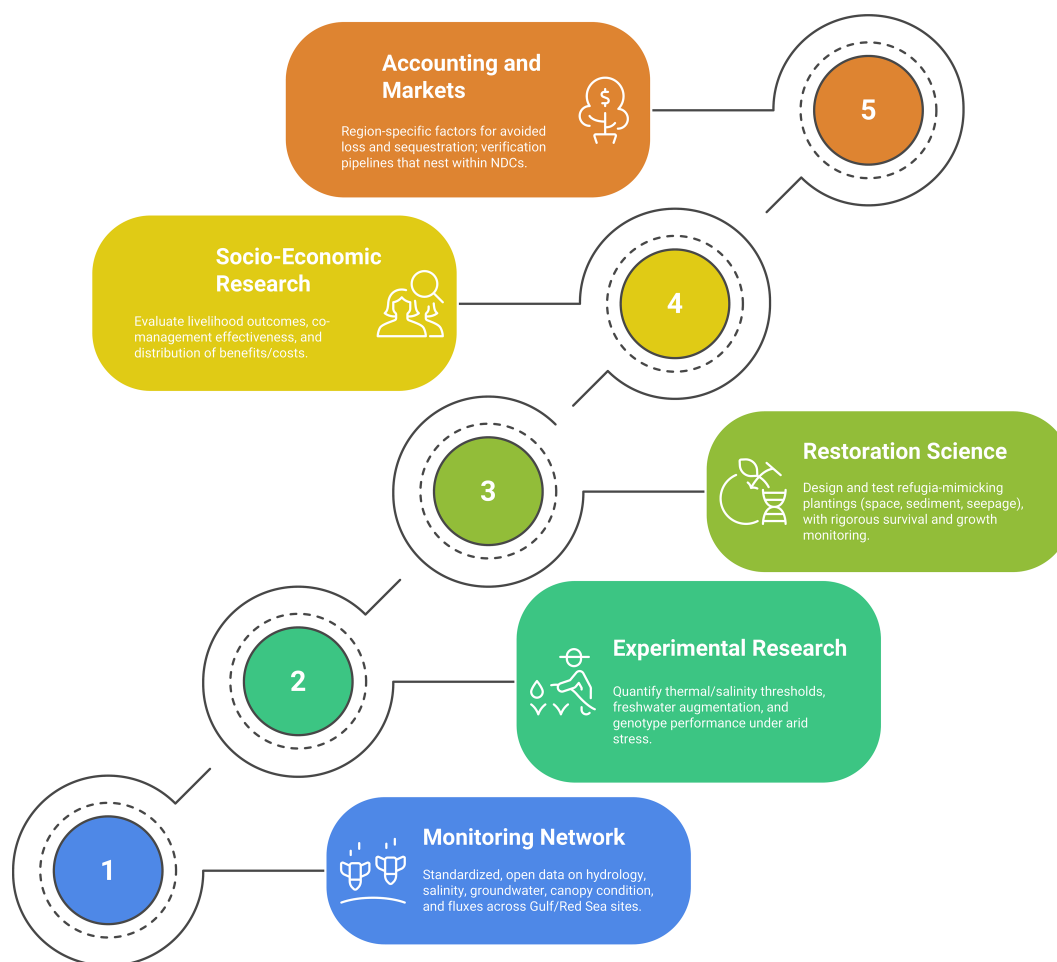 Accounting and
Markets
Region-specific factors for avoided
loss and sequestration; verification
pipelines that nest within NDCs.
5
Socio-Economic
Research
Evaluate livelihood outcomes, co-
management effectiveness, and
distribution of benefits/costs.
4
3
Restoration Science
Design and test refugia-mimicking
plantings (space, sediment, seepage),
with rigorous survival and growth
monitoring.
2
Experimental Research
Quantify thermal/salinity thresholds,
freshwater augmentation, and
genotype performance under arid
stress.
1
Monitoring Network
Standardized, open data on hydrology,
salinity, groundwater, canopy condition,
and fluxes across Gulf/Red Sea sites.